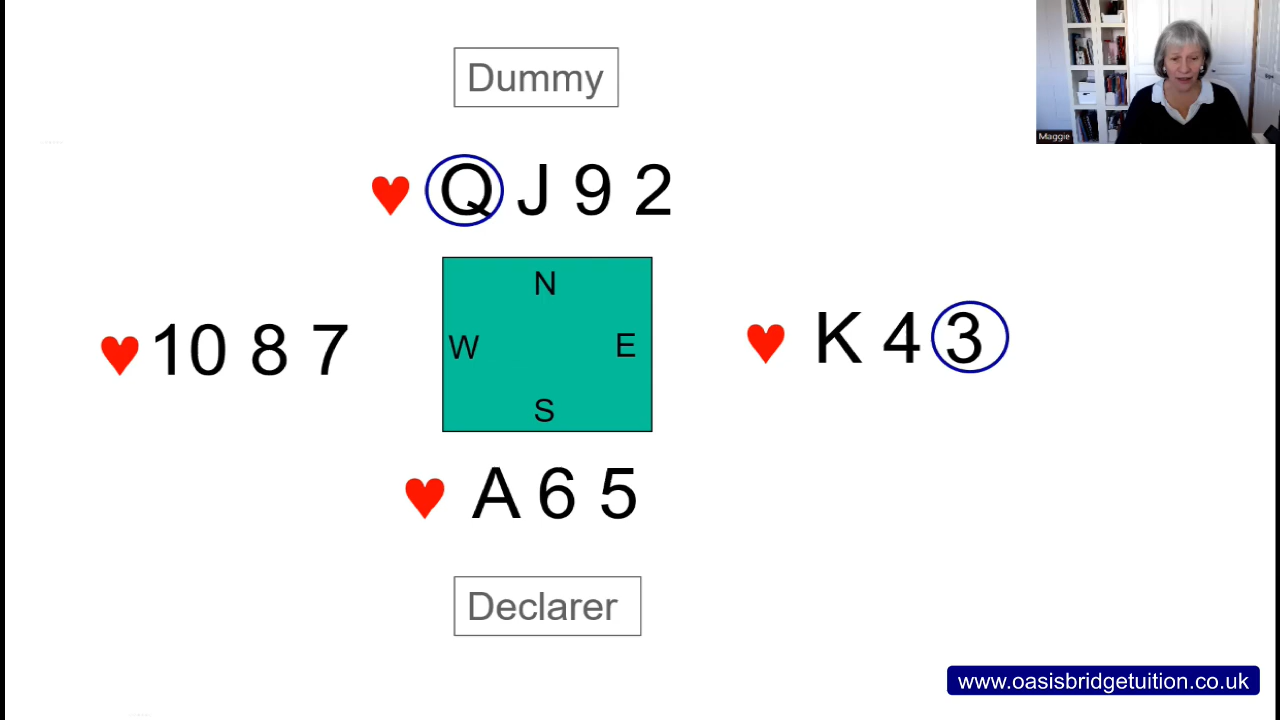 Dummy
Maggie
♥ Q J 9 2
N
♥ 10 8 7
W
E
♥ K 4 3
S
♥ A 6 5
Declarer
www.oasisbridgetuition.co.uk